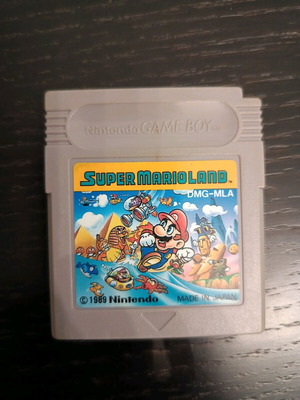 Nintendo GAME BOY
SUPER MARIOLAND
DMG-MLA
© 1989 Nintendo
MADE IN JAPAN